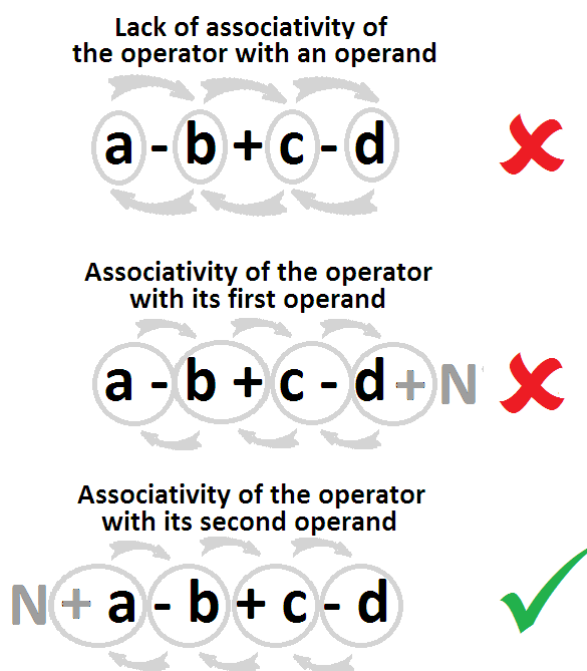 Lack of associativity of
the operator with an operand
a - b + c - d
Associativity of the operator
with its first operand
a - b + c - d + N
Associativity of the operator
with its second operand
N + a - b + c - d